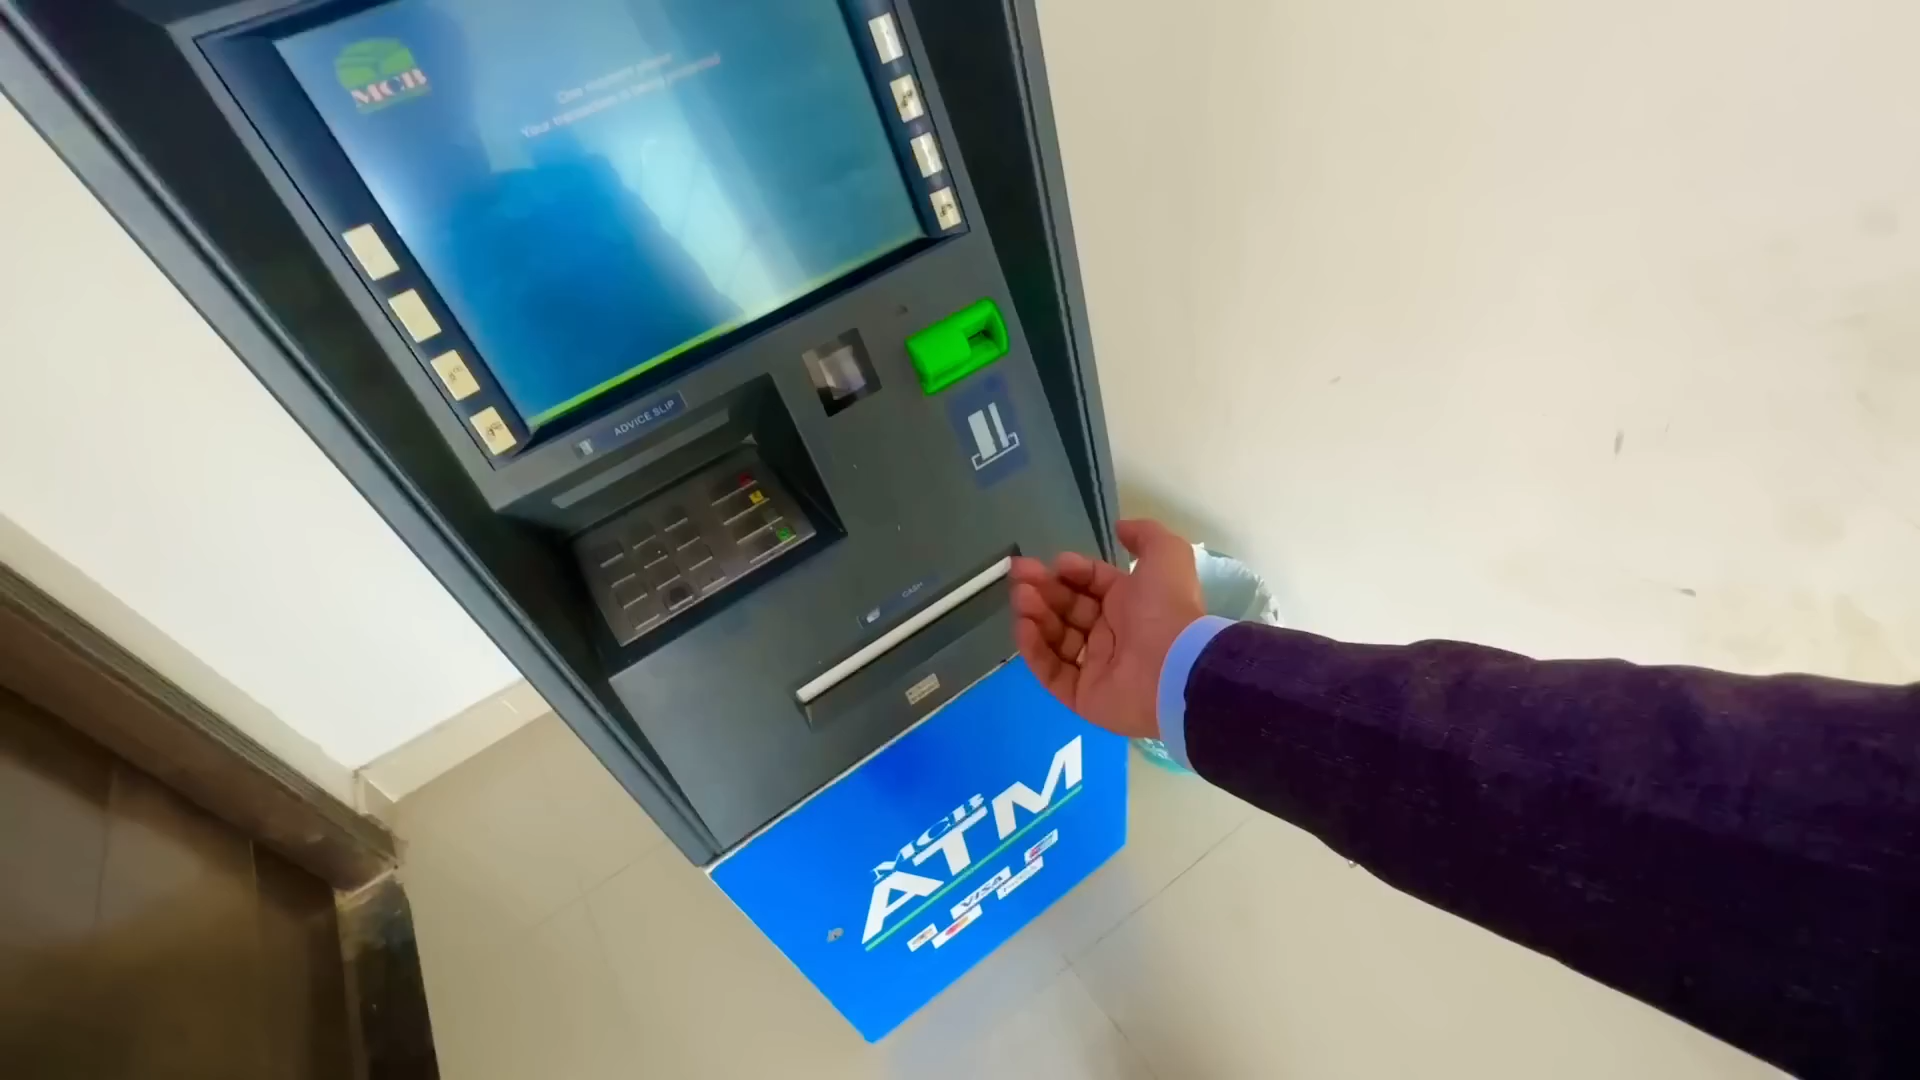 MCB
One moment please
Your transaction is being processed
ADVICE SLIP
CASH
MCB
ATM
VISA